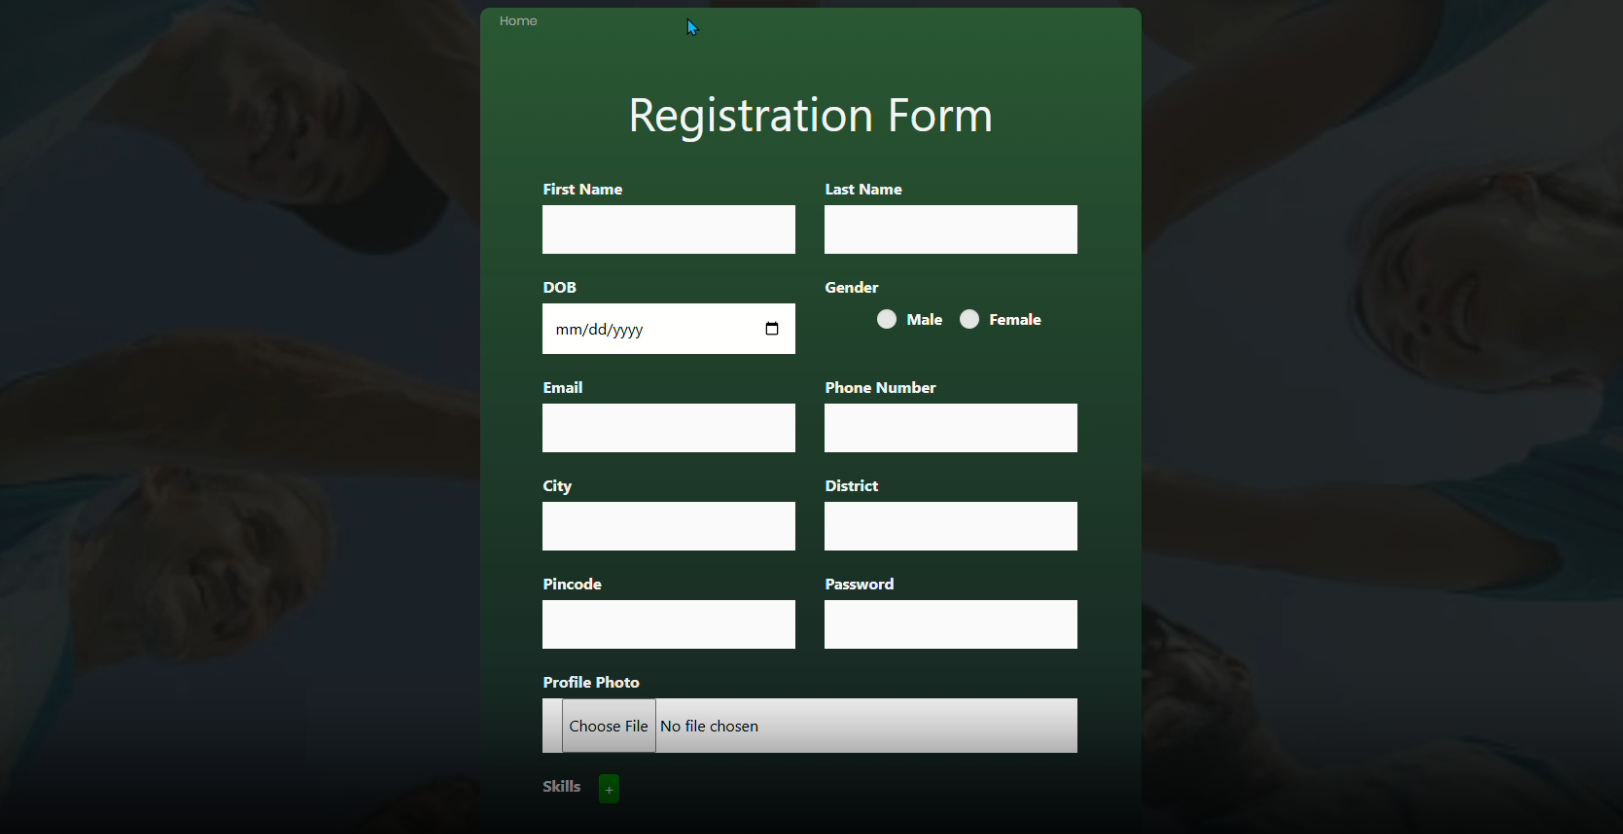 Home
Registration Form
First Name Last Name
DOB Gender
mm/dd/yyyy Male Female
Email Phone Number
City District
Pincode Password
Profile Photo
Choose File No file chosen
Skills +